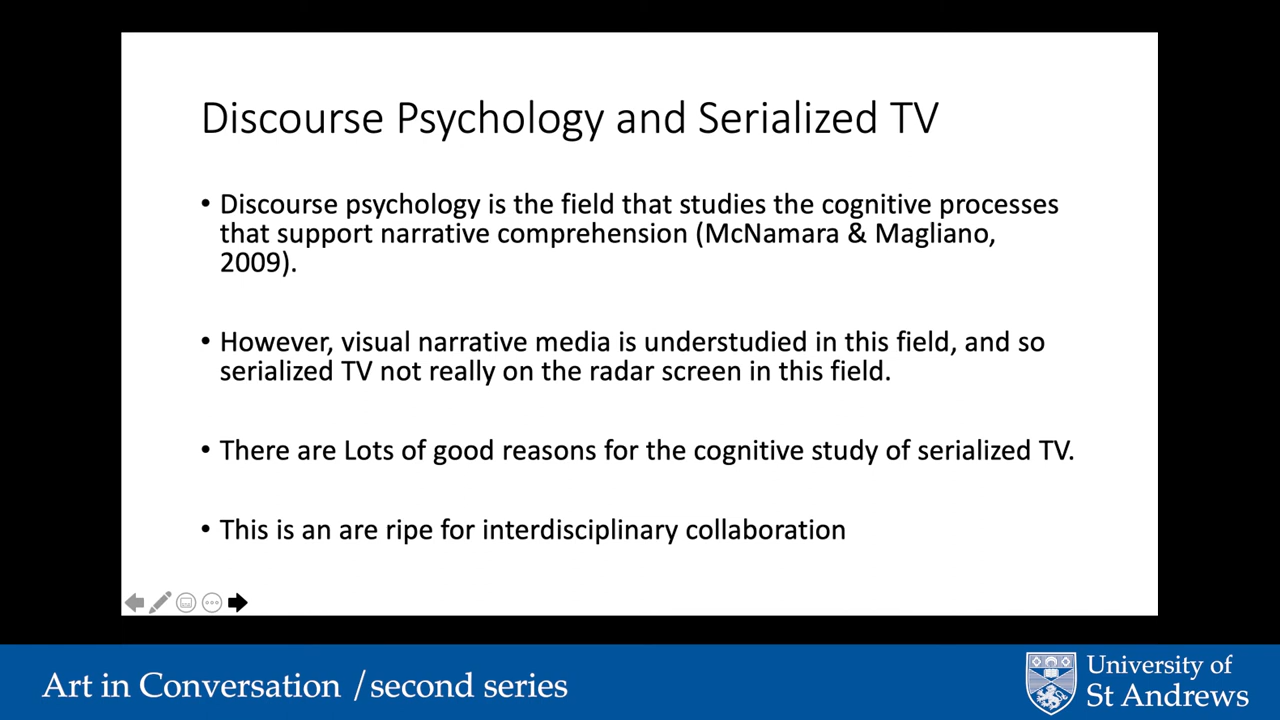 Discourse Psychology and Serialized TV
• Discourse psychology is the field that studies the cognitive processes
that support narrative comprehension (McNamara & Magliano,
2009).
• However, visual narrative media is understudied in this field, and so
serialized TV not really on the radar screen in this field.
• There are Lots of good reasons for the cognitive study of serialized TV.
• This is an are ripe for interdisciplinary collaboration
Art in Conversation / second series
University of
St Andrews